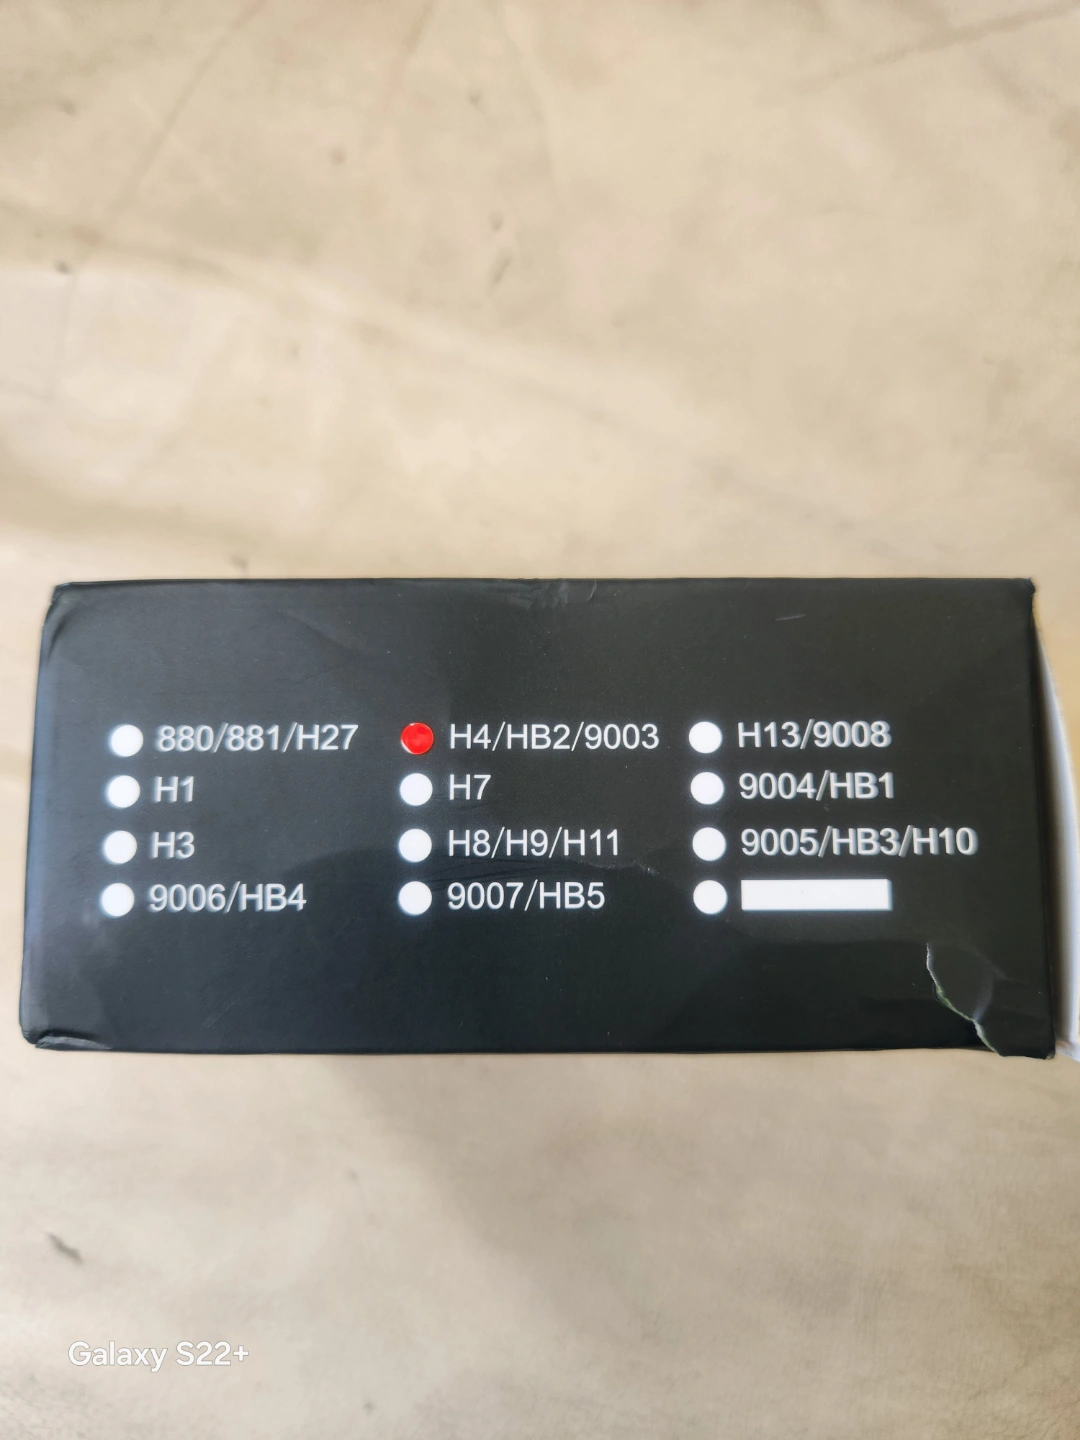 880/881/H27 H4/HB2/9003 H13/9008
H1 H7 9004/HB1
H3 H8/H9/H11 9005/HB3/H10
9006/HB4 9007/HB5
Galaxy S22+